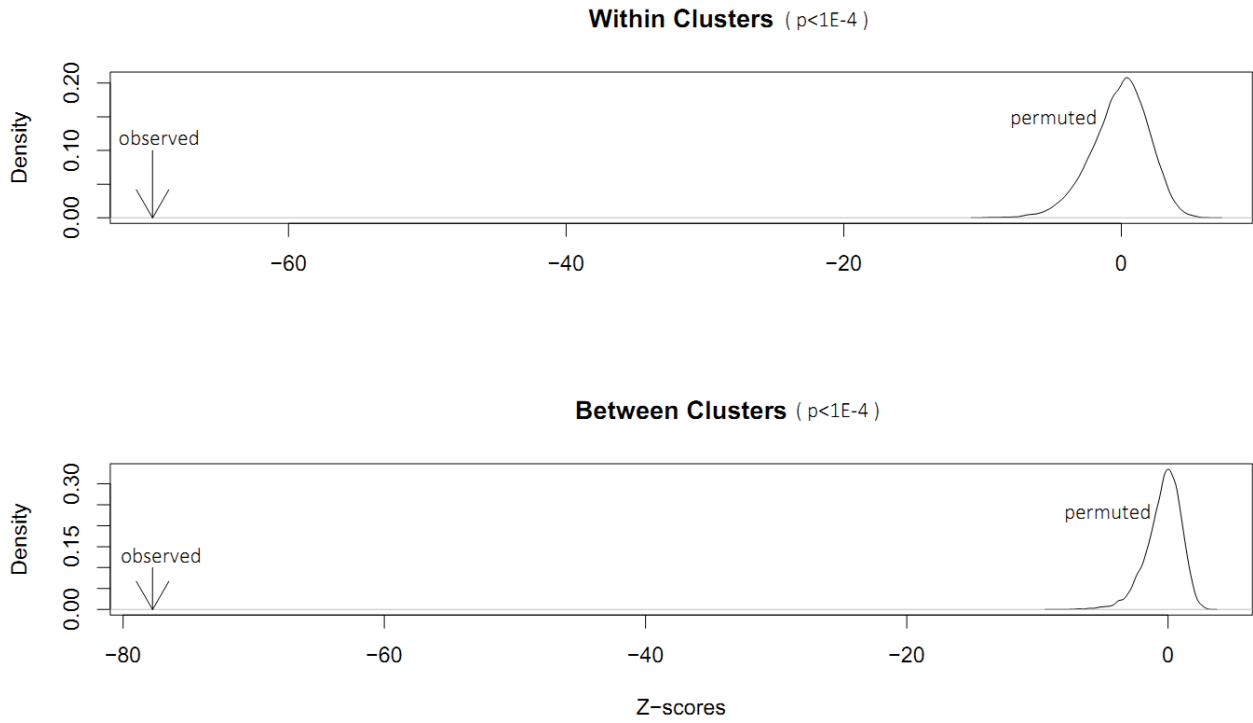 Within Clusters ( p<1E-4 )
Density
0.00 0.10 0.20
observed
permuted
−60 −40 −20 0
Between Clusters ( p<1E-4 )
Density
0.00 0.15 0.30
observed
permuted
−80 −60 −40 −20 0
Z−scores